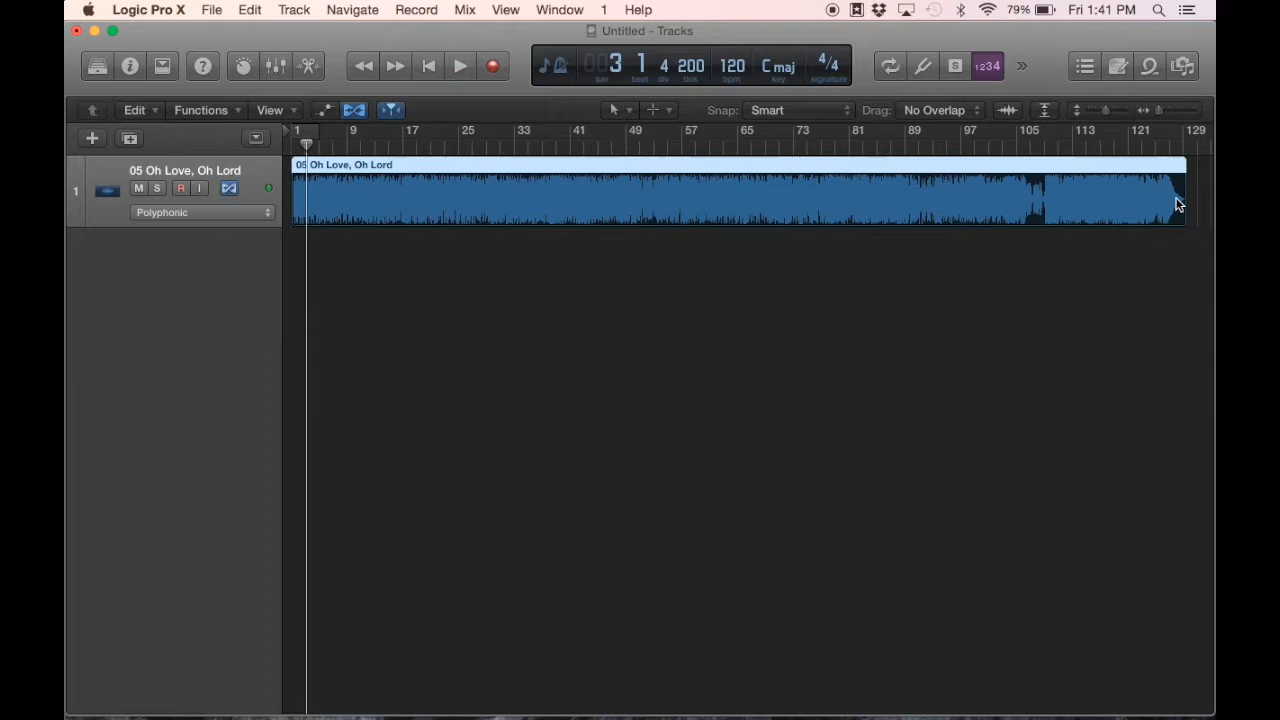 Logic Pro X File Edit Track Navigate Record Mix View Window 1 Help 79% Fri 1:41 PM
Untitled - Tracks
003 1 4 200 120 C maj 4/4
bar beat div tick bpm key signature
1234
Edit Functions View Snap: Smart Drag: No Overlap
1 9 17 25 33 41 49 57 65 73 81 89 97 105 113 121 129
05 Oh Love, Oh Lord
05 Oh Love, Oh Lord
1 M S R I
Polyphonic